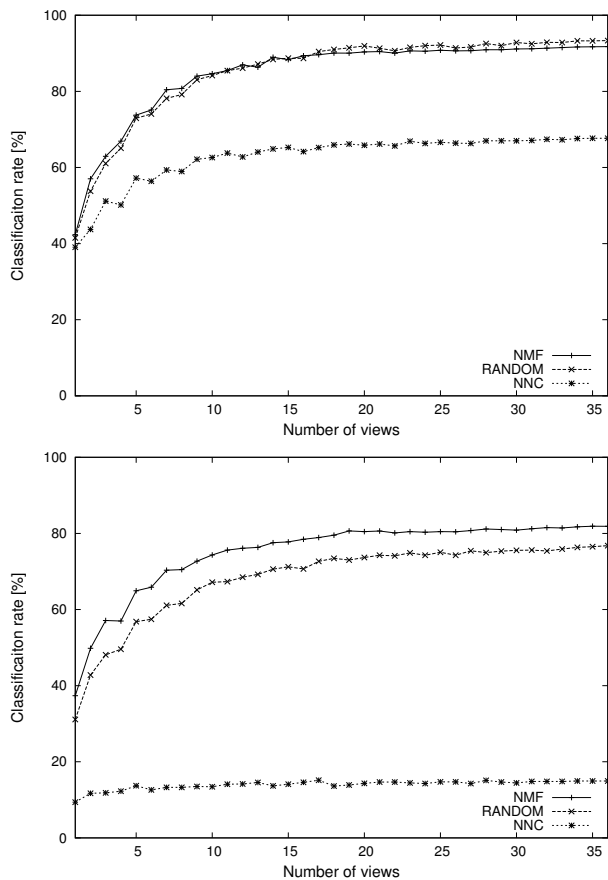 100
80
60
40
20
0
Classificaiton rate [%]
NMF
RANDOM
NNC
5 10 15 20 25 30 35
Number of views
100
80
60
40
20
0
Classificaiton rate [%]
NMF
RANDOM
NNC
5 10 15 20 25 30 35
Number of views